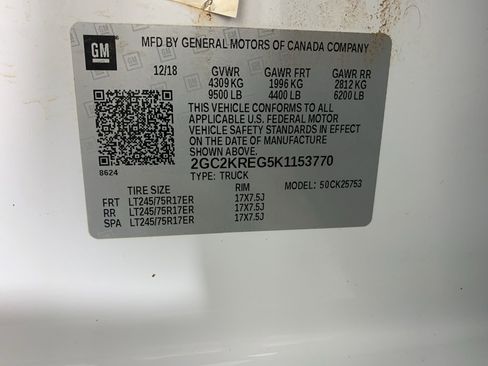 GM
MFD BY GENERAL MOTORS OF CANADA COMPANY
12/18 GVWR GAWR FRT GAWR RR
4309 KG 1996 KG 2812 KG
9500 LB 4400 LB 6200 LB
THIS VEHICLE CONFORMS TO ALL
APPLICABLE U.S. FEDERAL MOTOR
VEHICLE SAFETY STANDARDS IN EFFECT
ON THE DATE OF MANUFACTURE
SHOWN ABOVE.
8624
2GC2KREG5K1153770
TYPE: TRUCK MODEL: 50CK25753
TIRE SIZE RIM
FRT LT245/75R17ER 17X7.5J
RR LT245/75R17ER 17X7.5J
SPA LT245/75R17ER 17X7.5J